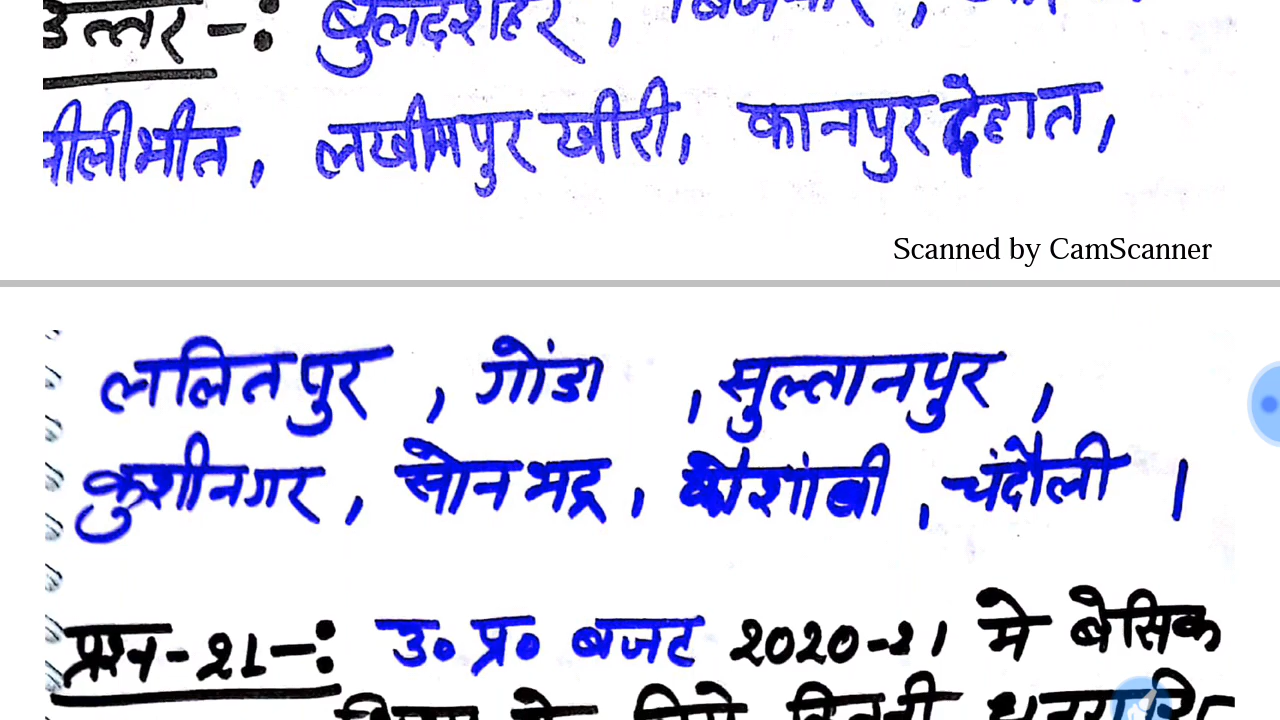 उत्तर-: बुलंदशहर,
पीलीभीत, लखीमपुर खीरी, कानपुर देहात,
Scanned by CamScanner
ललितपुर, गोंडा, सुल्तानपुर,
कुशीनगर, सोनभद्र, कौशांबी, चंदौली ।
प्रश्न-21-: उ० प्र० बजट 2020-21 मे बेसिक